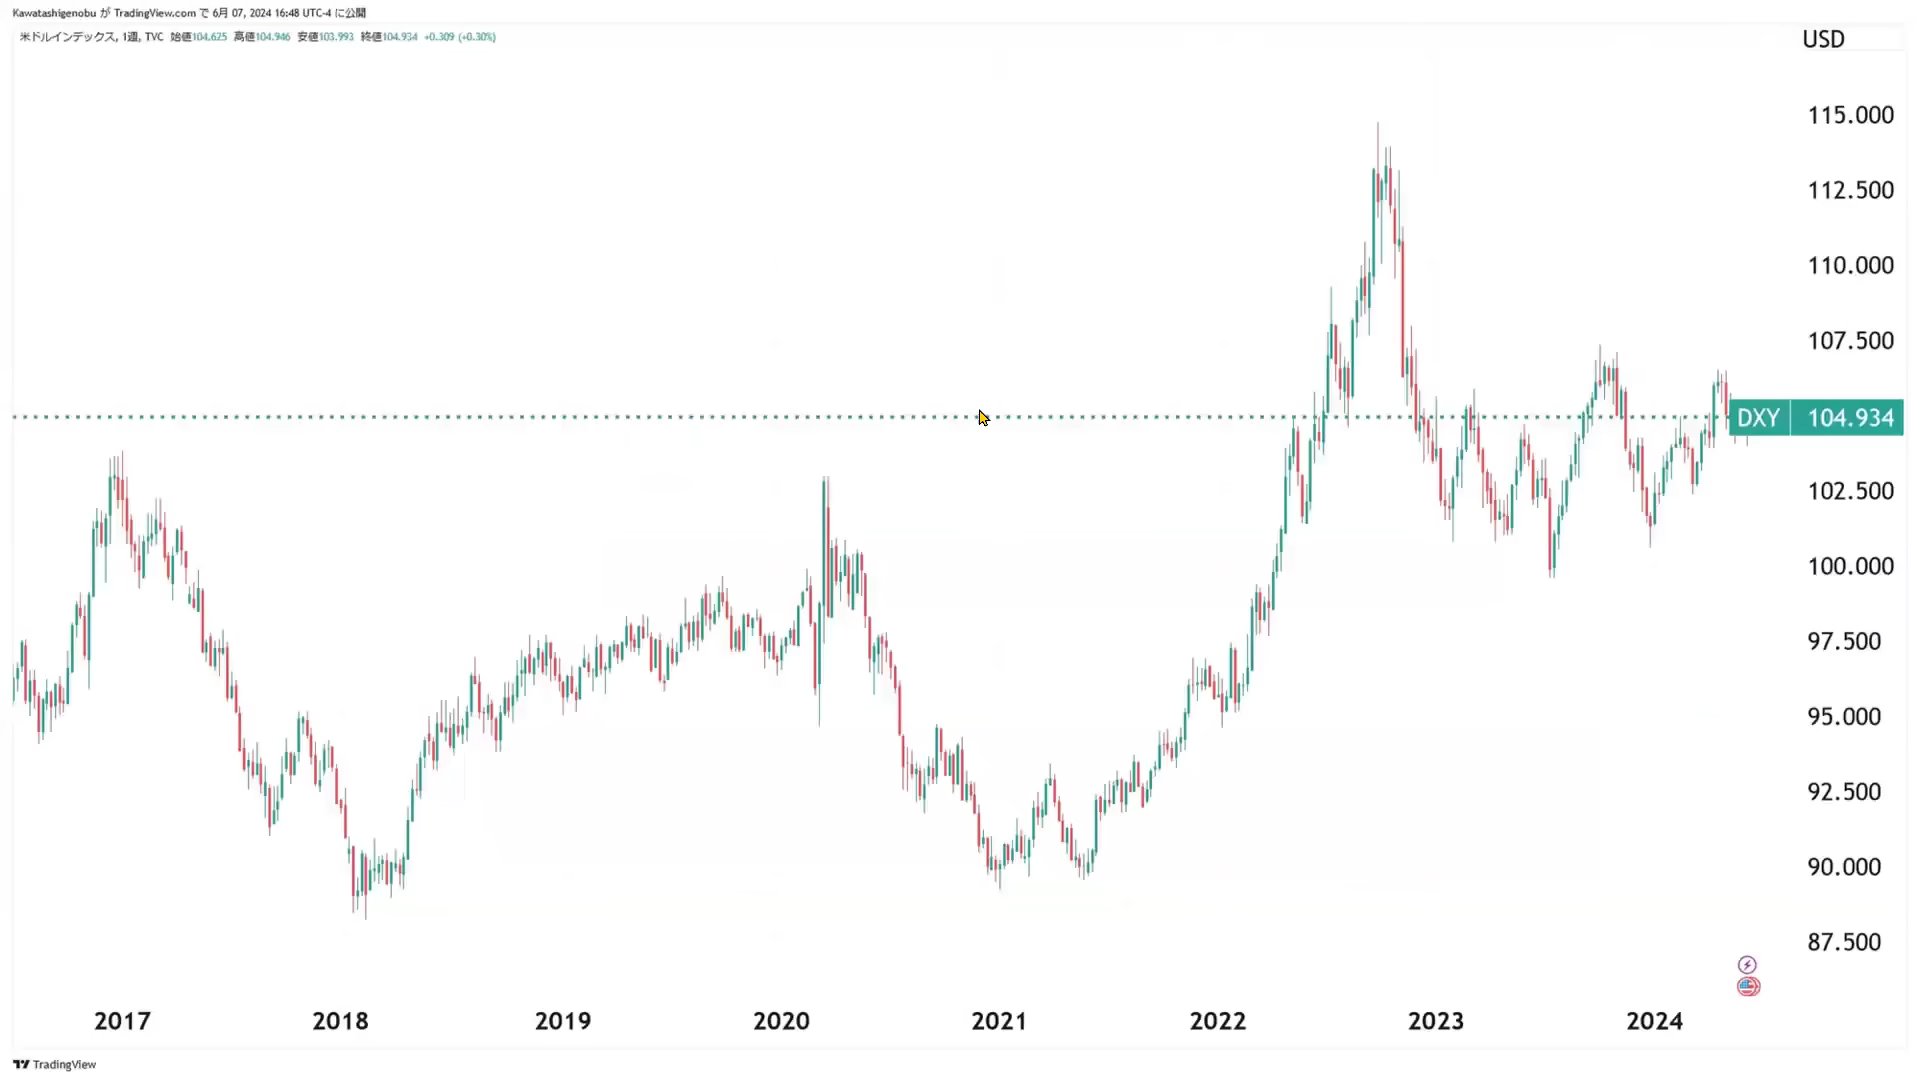 Kawatashigenobu が TradingView.com で 6月 07, 2024 16:48 UTC-4 に公開
米ドルインデックス, 1週, TVC 始値104.625 高値104.946 安値103.993 終値104.934 +0.309 (+0.30%)
USD
115.000
112.500
110.000
107.500
DXY 104.934
102.500
100.000
97.500
95.000
92.500
90.000
87.500
2017 2018 2019 2020 2021 2022 2023 2024
TradingView